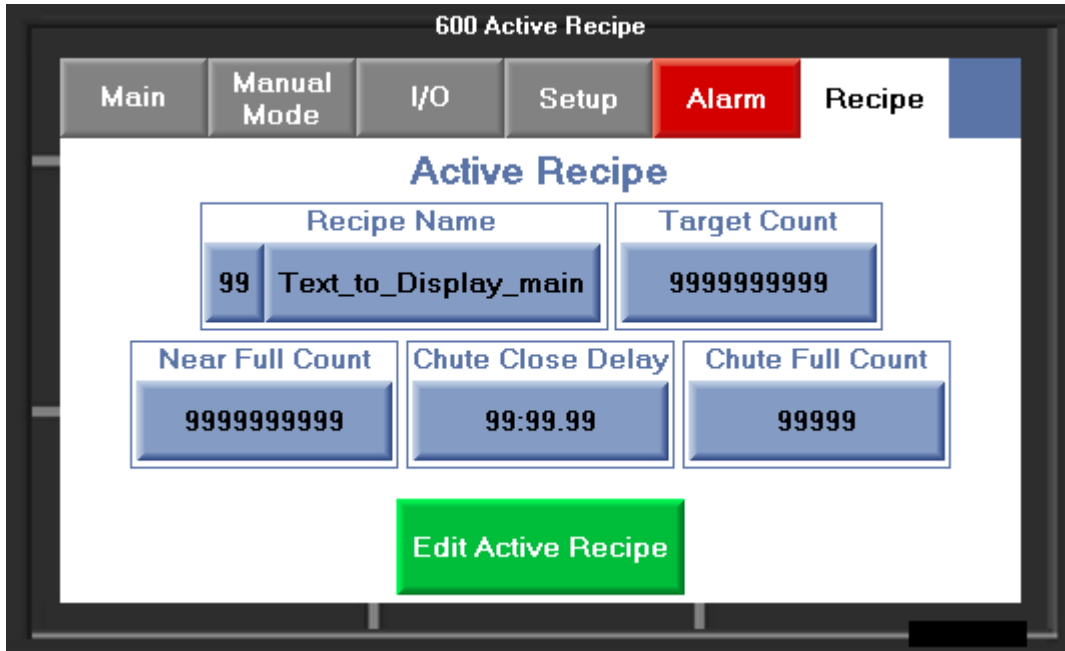 600 Active Recipe
Main
Manual
Mode
I/O
Setup
Alarm
Recipe
Active Recipe
Recipe Name
Target Count
99
Text_to_Display_main
9999999999
Near Full Count
Chute Close Delay
Chute Full Count
9999999999
99:99.99
99999
Edit Active Recipe